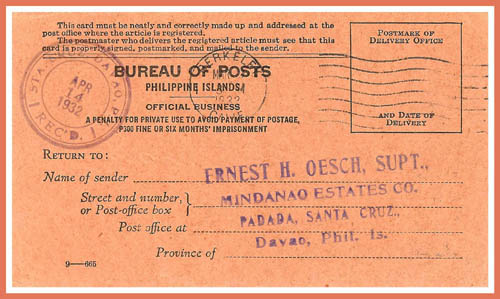 This card must be neatly and correctly made up and addressed at the
post office where the article is registered.
The postmaster who delivers the registered article must see that this
card is properly signed, postmarked, and mailed to the sender.
POSTMARK OF
DELIVERY OFFICE
AND DATE OF
DELIVERY
BERKELEY
1932
DAVAO
APR
14
1932
REC'D.
BUREAU OF POSTS
PHILIPPINE ISLANDS
OFFICIAL BUSINESS
A PENALTY FOR PRIVATE USE TO AVOID PAYMENT OF POSTAGE,
P300 FINE OR SIX MONTHS' IMPRISONMENT
RETURN TO:
Name of sender ERNEST H. OESCH, SUPT.,
Street and number, MINDANAO ESTATES CO.
or Post-office box
Post office at PADADA, SANTA CRUZ.,
Province of Davao, Phil. Is.
9—665